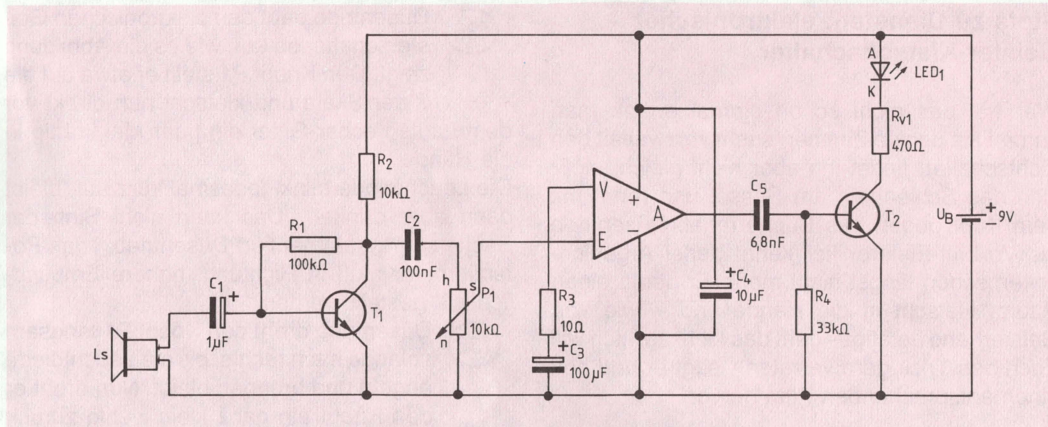 R₂
10kΩ
R₁
100kΩ
C₁
+
1µF
Ls
T₁
C₂
100nF
h
s
P1
10kΩ
n
V
+
A
−
E
R₃
10Ω
+C₃
100µF
C₅
6,8nF
+C₄
10µF
R₄
33kΩ
A
LED₁
K
Rv1
470Ω
T₂
U_B
+
9V